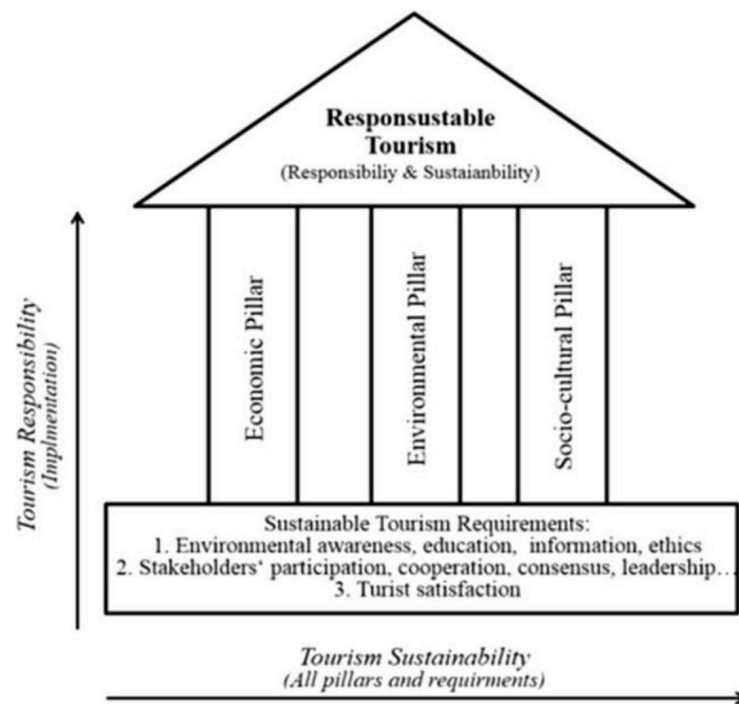 Responsustable
Tourism
(Responsibiliy & Sustaianbility)
Tourism Responsibility
(Implmentation)
Economic Pillar
Environmental Pillar
Socio-cultural Pillar
Sustainable Tourism Requirements:
1. Environmental awareness, education, information, ethics
2. Stakeholders‘ participation, cooperation, consensus, leadership…
3. Turist satisfaction
Tourism Sustainability
(All pillars and requirments)